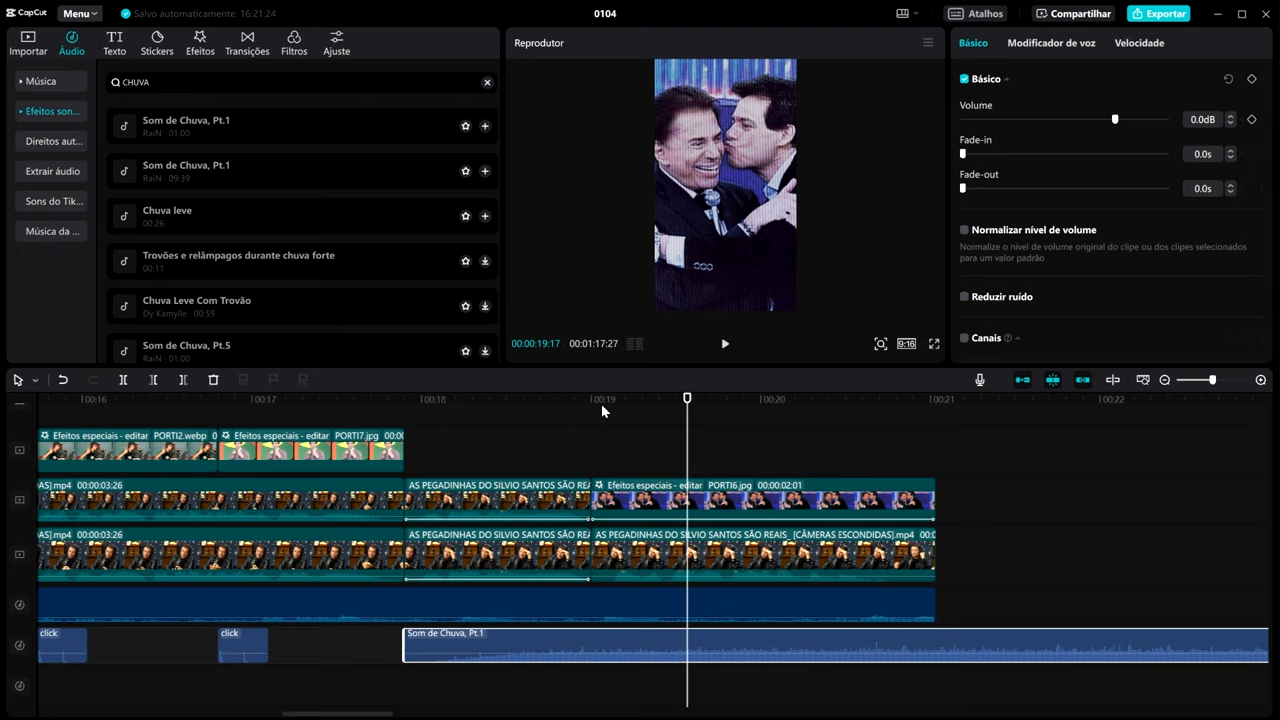 CapCut
Menu
Salvo automaticamente: 16:21:24
0104
Atalhos
Compartilhar
Exportar
Importar
Áudio
Texto
Stickers
Efeitos
Transições
Filtros
Ajuste
Música
Efeitos son...
Direitos aut...
Extrair áudio
Sons do Tik...
Música da ...
CHUVA
Som de Chuva, Pt.1
RaiN · 01:00
Som de Chuva, Pt.1
RaiN · 09:39
Chuva leve
00:26
Trovões e relâmpagos durante chuva forte
00:11
Chuva Leve Com Trovão
Dy Kamylle · 00:59
Som de Chuva, Pt.5
RaiN · 01:00
Reprodutor
00:00:19:17
00:01:17:27
9:16
Básico
Modificador de voz
Velocidade
Básico
Volume
0.0dB
Fade-in
0.0s
Fade-out
0.0s
Normalizar nível de volume
Normalize o nível de volume original do clipe ou dos clipes selecionados
para um valor padrão
Reduzir ruído
Canais
00:16
00:17
00:18
00:19
00:20
00:21
00:22
Efeitos especiais - editar PORTI2.webp 0
Efeitos especiais - editar PORTI7.jpg 00:00
AS].mp4 00:00:03:26
AS PEGADINHAS DO SILVIO SANTOS SÃO REA
Efeitos especiais - editar PORTI6.jpg 00:00:02:01
AS].mp4 00:00:03:26
AS PEGADINHAS DO SILVIO SANTOS SÃO REA
AS PEGADINHAS DO SILVIO SANTOS SÃO REAIS_ [CÂMERAS ESCONDIDAS].mp4 00:0
click
click
Som de Chuva, Pt.1